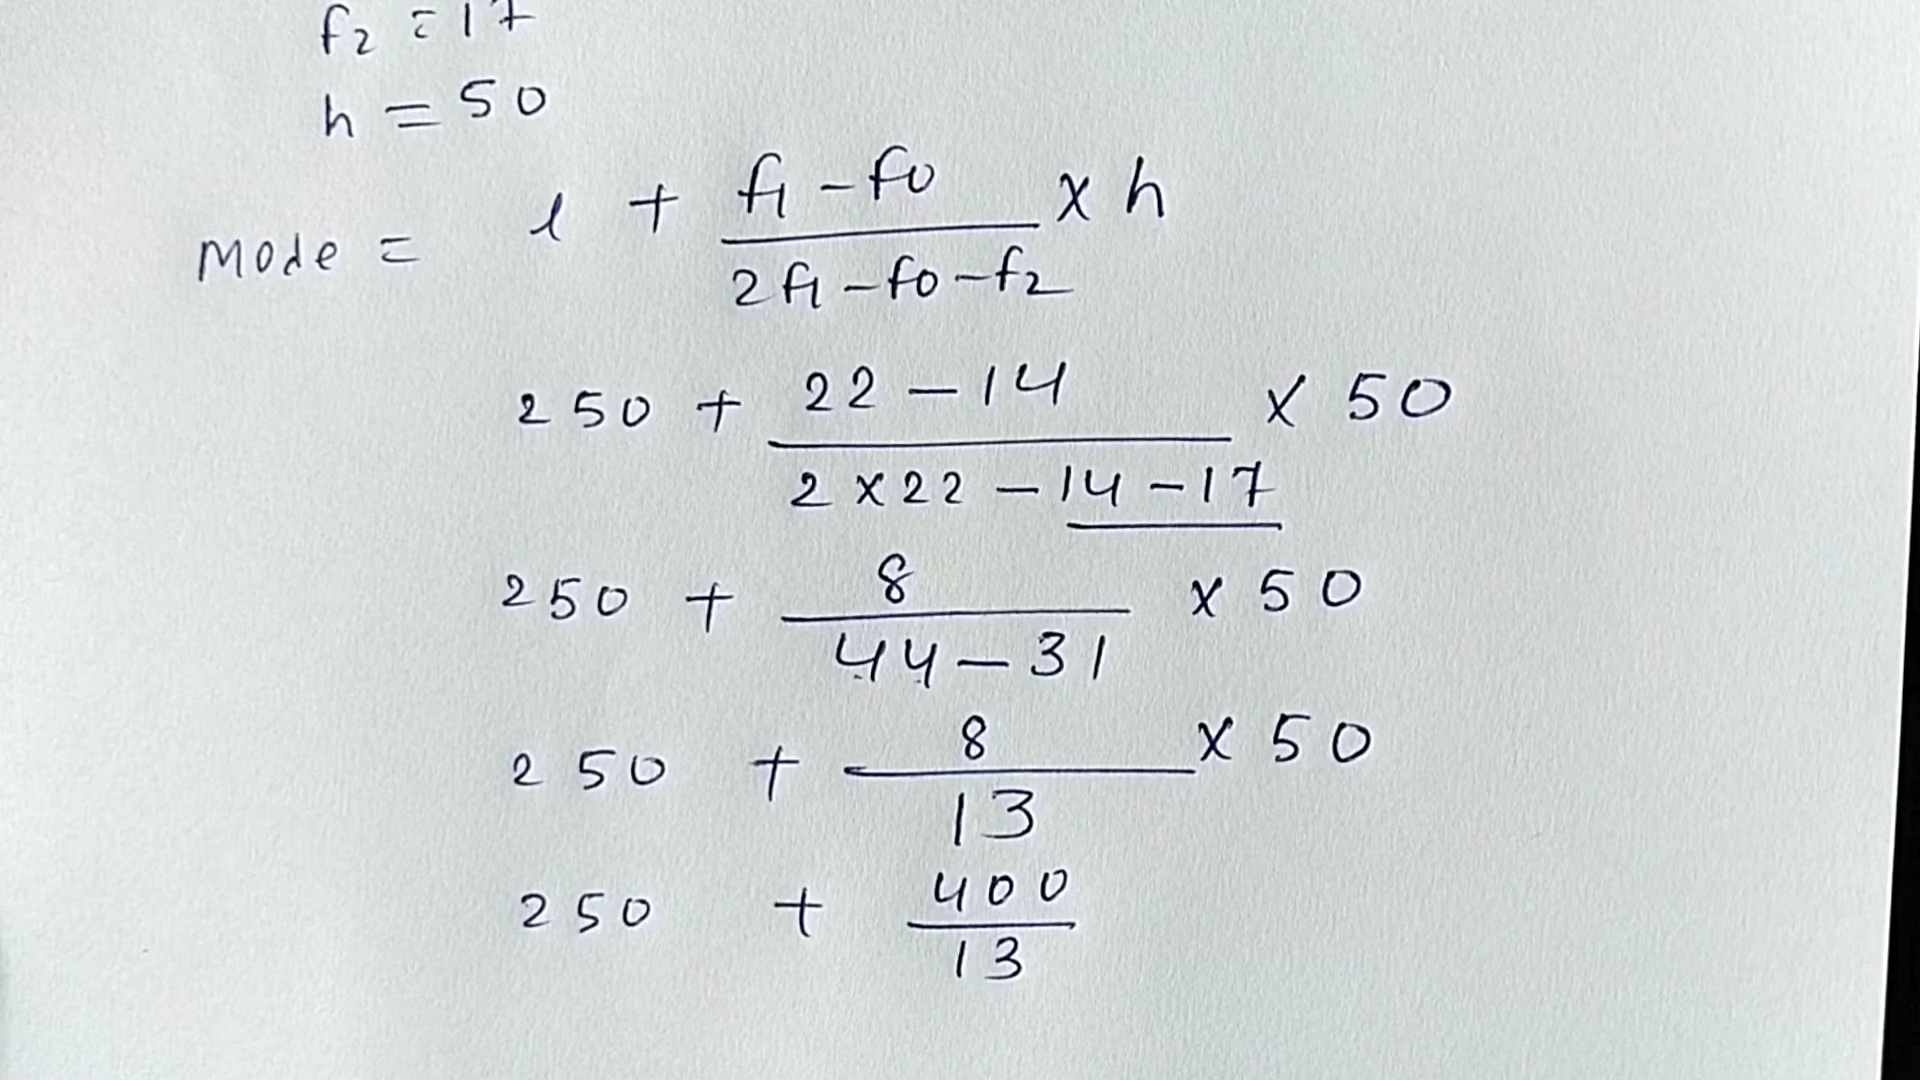 f2 = 17
h = 50
Mode = l + f1 - f0 / 2f1 - f0 - f2 x h
250 + 22 - 14 / 2 x 22 - 14 - 17 x 50
250 + 8 / 44 - 31 x 50
250 + 8 / 13 x 50
250 + 400 / 13